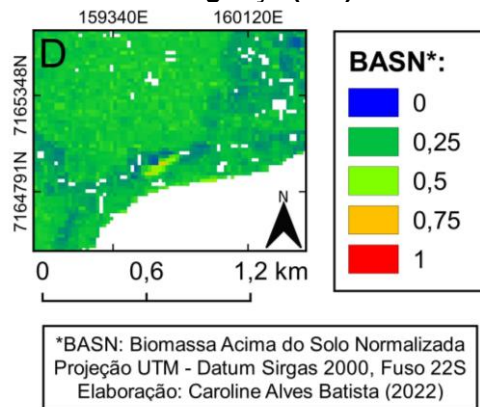 159340E 160120E
D
7165348N
7164791N
N
0 0,6 1,2 km
BASN*:
0
0,25
0,5
0,75
1
*BASN: Biomassa Acima do Solo Normalizada
Projeção UTM - Datum Sirgas 2000, Fuso 22S
Elaboração: Caroline Alves Batista (2022)